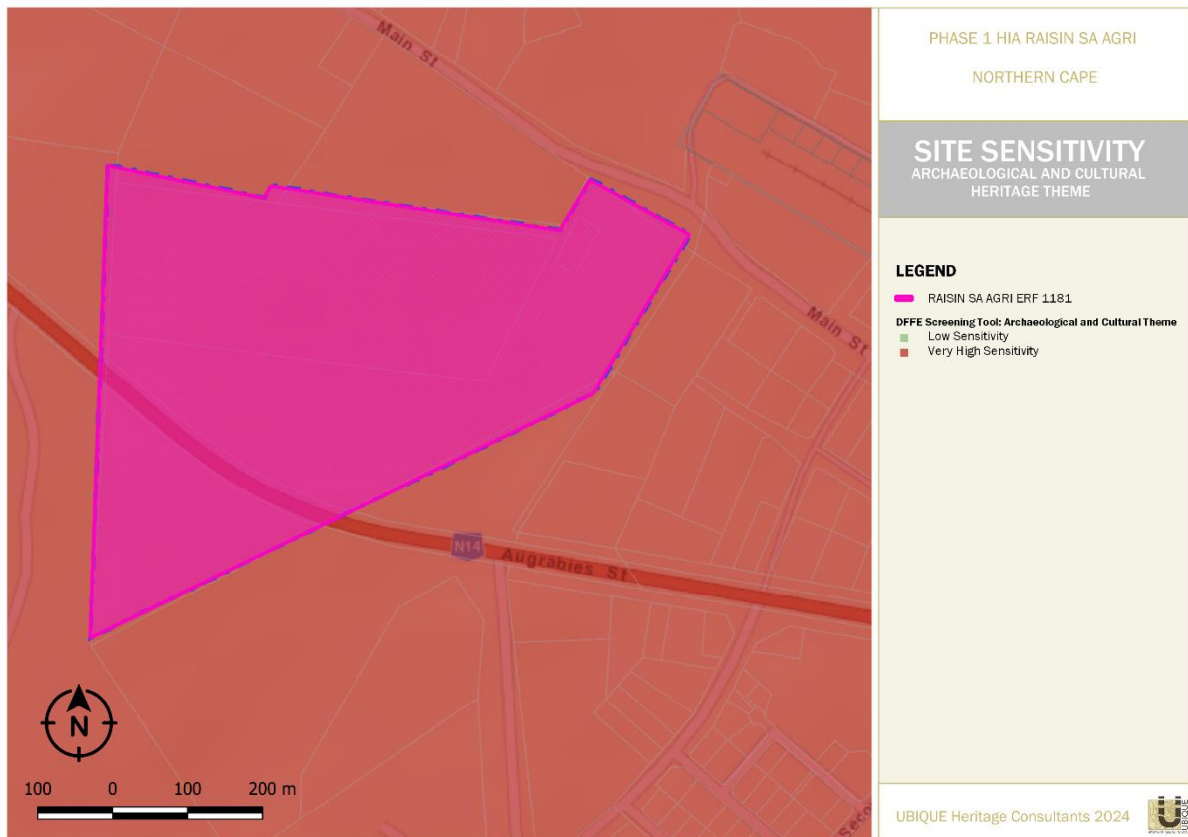 Main St
Main St
N14
Augrabies St
N
100 0 100 200 m
PHASE 1 HIA RAISIN SA AGRI
NORTHERN CAPE
SITE SENSITIVITY
ARCHAEOLOGICAL AND CULTURAL
HERITAGE THEME
LEGEND
RAISIN SA AGRI ERF 1181
DFFE Screening Tool: Archaeological and Cultural Theme
Low Sensitivity
Very High Sensitivity
UBIQUE Heritage Consultants 2024
UBIQUE